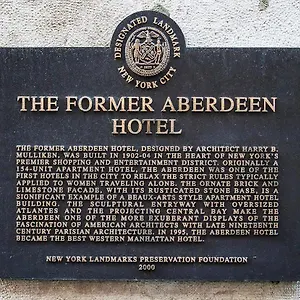 DESIGNATED LANDMARK
NEW YORK CITY
THE FORMER ABERDEEN
HOTEL
THE FORMER ABERDEEN HOTEL, DESIGNED BY ARCHITECT HARRY B.
MULLIKEN, WAS BUILT IN 1902-04 IN THE HEART OF NEW YORK'S
PREMIER SHOPPING AND ENTERTAINMENT DISTRICT. ORIGINALLY A
154-UNIT APARTMENT HOTEL, THE ABERDEEN WAS ONE OF THE
FIRST HOTELS IN THE CITY TO RELAX THE STRICT RULES TYPICALLY
APPLIED TO WOMEN TRAVELING ALONE. THE ORNATE BRICK AND
LIMESTONE FACADE, WITH ITS RUSTICATED STONE BASE, IS A
SIGNIFICANT EXAMPLE OF A BEAUX-ARTS STYLE APARTMENT HOTEL
BUILDING. THE SCULPTURAL ENTRYWAY WITH OVERSIZED
ATLANTES AND THE PROJECTING CENTRAL BAY MAKE THE
ABERDEEN ONE OF THE MORE EXUBERANT DISPLAYS OF THE
FASCINATION OF AMERICAN ARCHITECTS WITH LATE NINETEENTH
CENTURY PARISIAN ARCHITECTURE. IN 1995, THE ABERDEEN HOTEL
BECAME THE BEST WESTERN MANHATTAN HOTEL.
NEW YORK LANDMARKS PRESERVATION FOUNDATION
2000